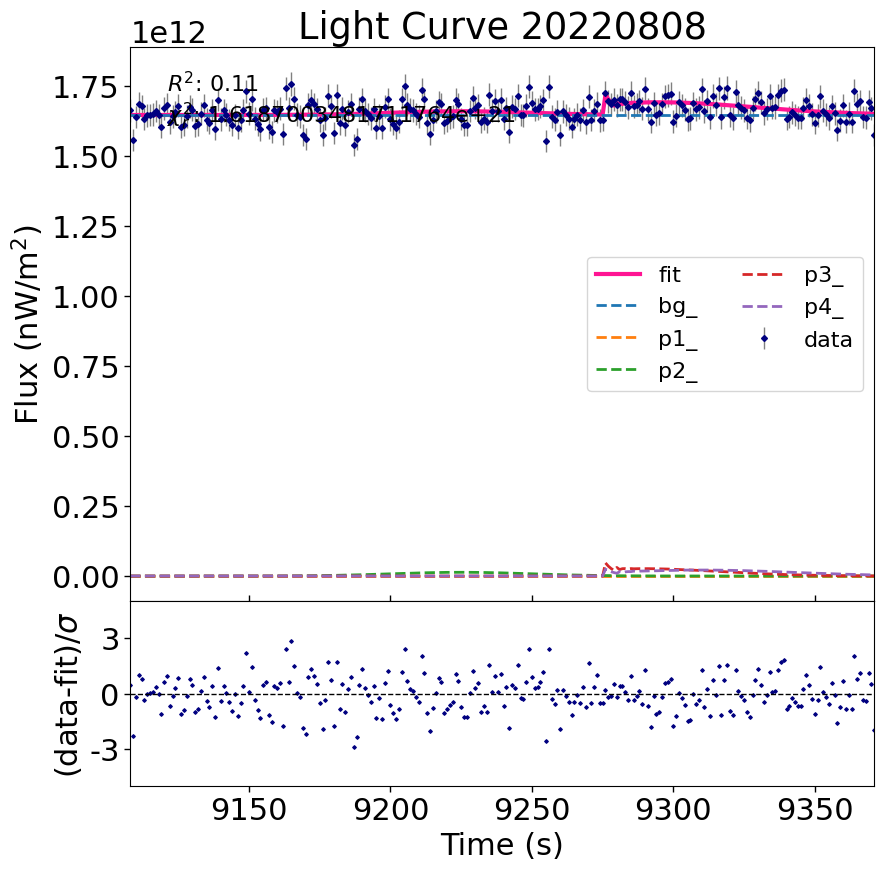 Light Curve 20220808
1e12
R²: 0.11
1.75
1.50
1.25
1.00
0.75
0.50
0.25
0.00
Flux (nW/m²)
fit
bg_
p1_
p2_
p3_
p4_
data
3
0
-3
(data-fit)/σ
9150
9200
9250
9300
9350
Time (s)